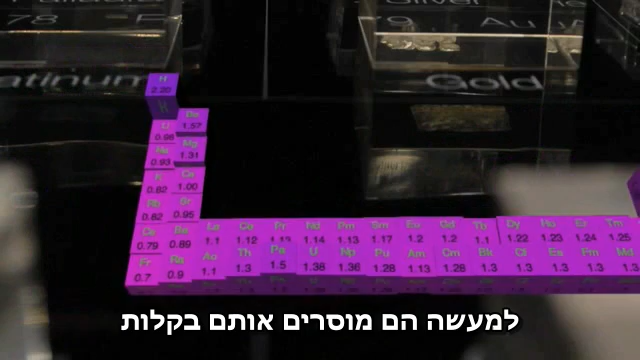 78
79 Au
Silver
Platinum
Gold
H
2.20
Li Be
0.98 1.57
Na Mg
0.93 1.31
K Ca
0.82 1.00
Rb Sr
0.82 0.95
Cs Ba La Ce Pr Nd Pm Sm Eu Gd Tb Dy Ho Er Tm
0.79 0.89 1.1 1.12 1.13 1.14 1.13 1.17 1.2 1.2 1.1 1.22 1.23 1.24 1.25
Fr Ra Ac Th Pa U Np Pu Am Cm Bk Cf Es Fm Md
0.7 0.9 1.1 1.3 1.5 1.38 1.36 1.28 1.13 1.28 1.3 1.3 1.3 1.3 1.3
למעשה הם מוסרים אותם בקלות